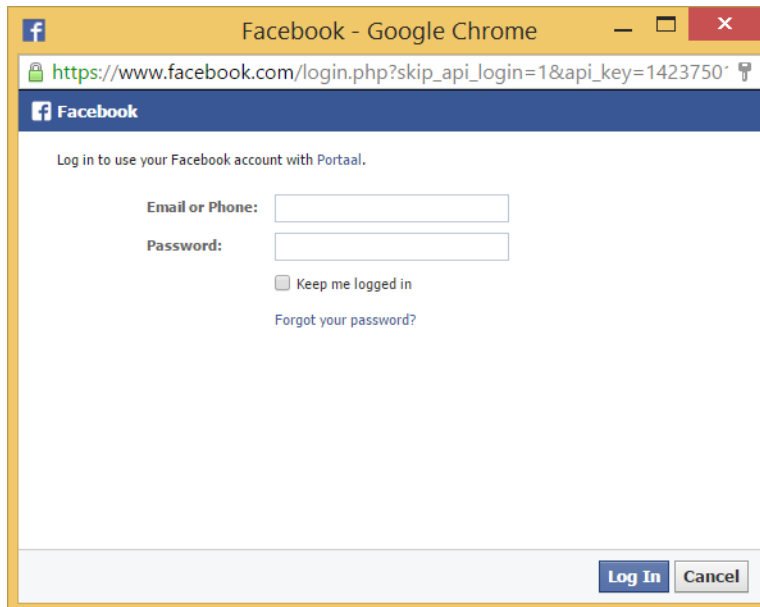 Facebook - Google Chrome
https://www.facebook.com/login.php?skip_api_login=1&api_key=1423750
Facebook
Log in to use your Facebook account with Portaal.
Email or Phone:
Password:
Keep me logged in
Forgot your password?
Log In Cancel